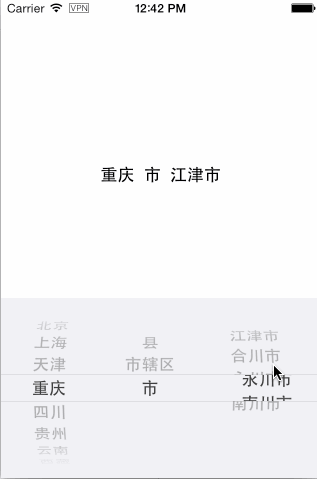 Carrier VPN 12:42 PM
重庆 市 江津市
北京
上海
天津
重庆
四川
贵州
云南
县
市辖区
市
江津市
合川市
永川市
南川市